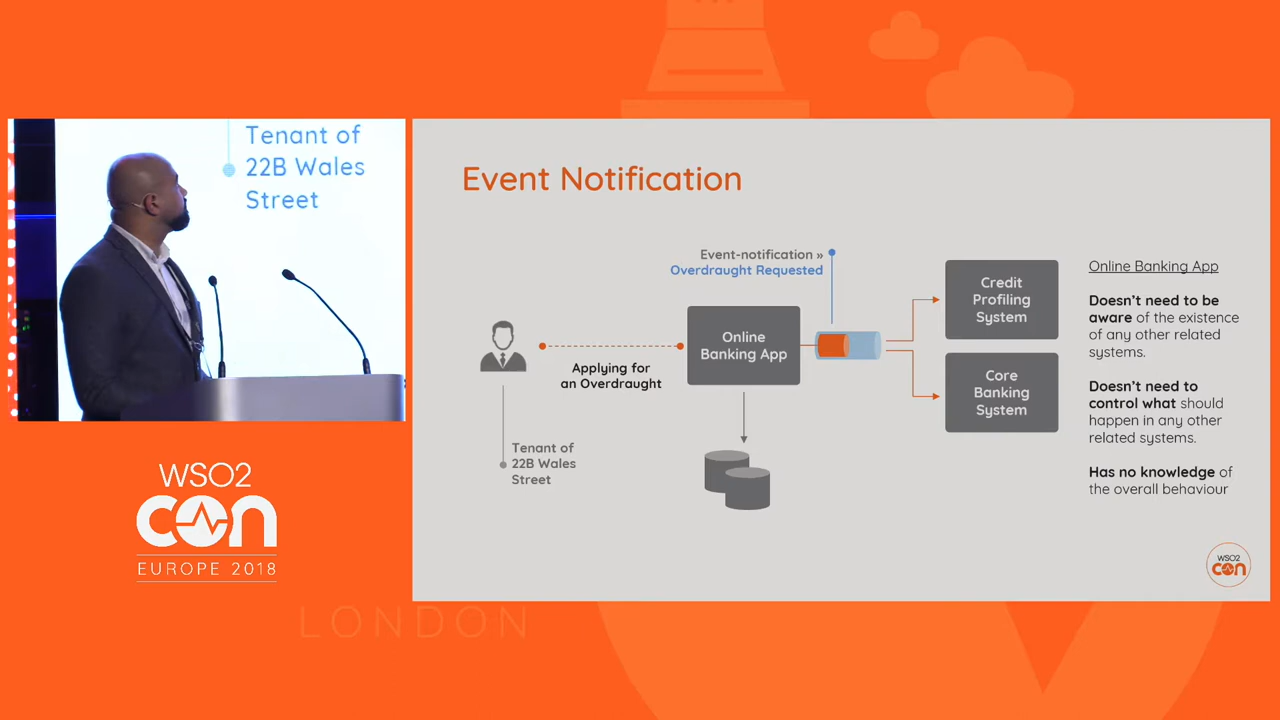 Tenant of
22B Wales
Street
WSO2
CON
EUROPE 2018
LONDON
Event Notification
Event-notification »
Overdraught Requested
Applying for
an Overdraught
Tenant of
22B Wales
Street
Online
Banking App
Credit
Profiling
System
Core
Banking
System
Online Banking App
Doesn't need to be
aware of the existence
of any other related
systems.
Doesn't need to
control what should
happen in any other
related systems.
Has no knowledge of
the overall behaviour
WSO2
CON